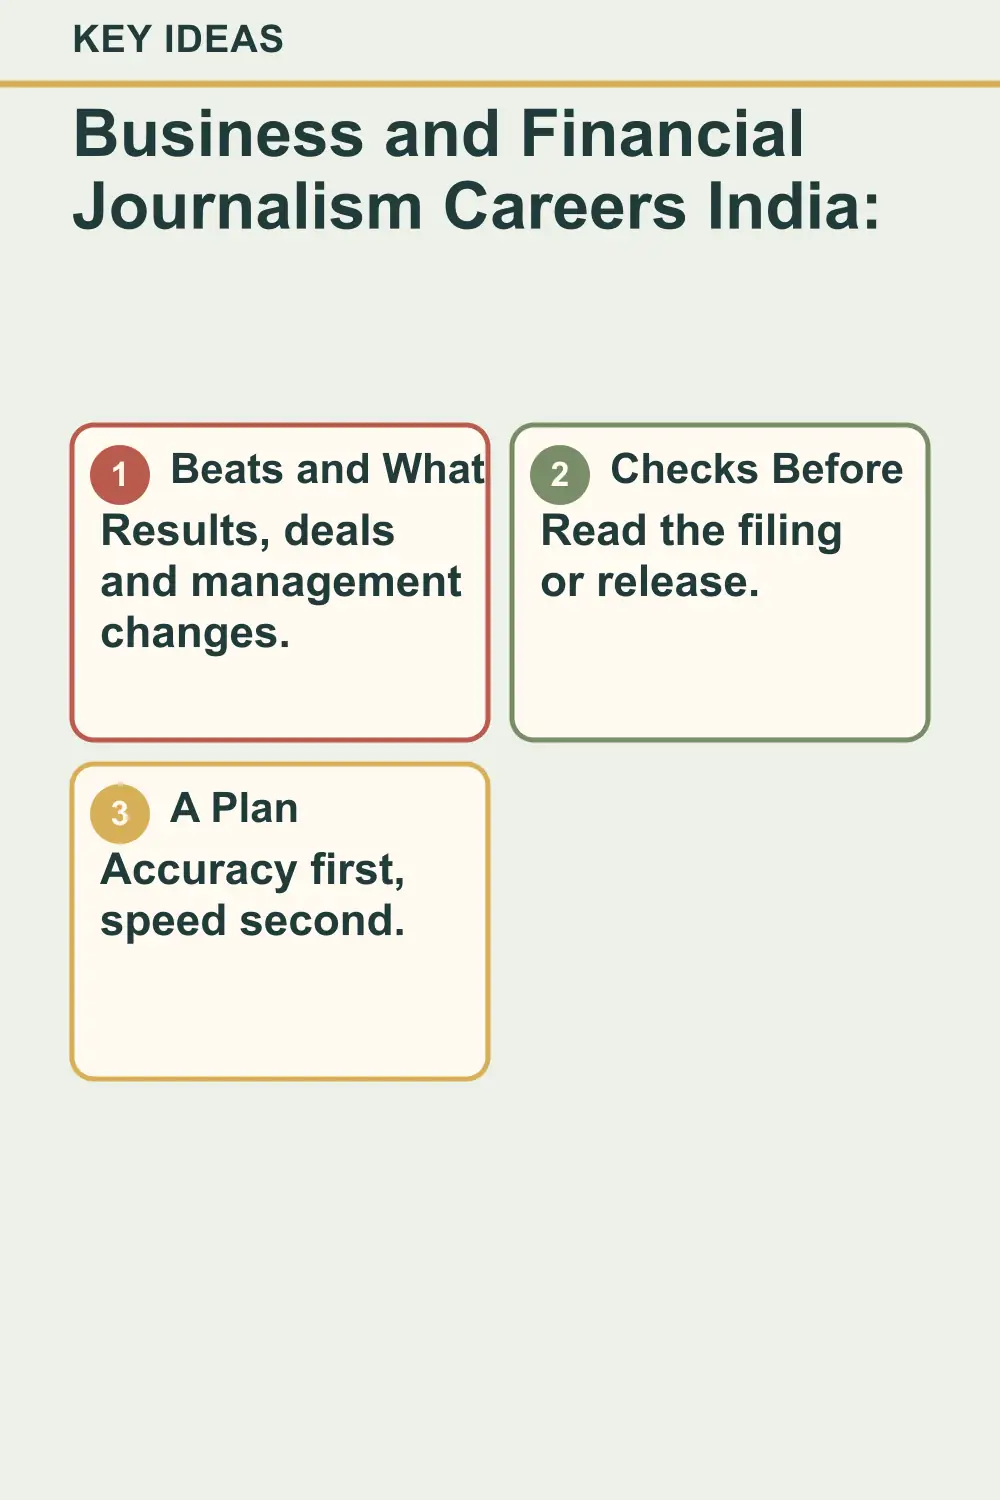 KEY IDEAS
Business and Financial
Journalism Careers India:
1 Beats and What
Results, deals
and management
changes.
2 Checks Before
Read the filing
or release.
3 A Plan
Accuracy first,
speed second.